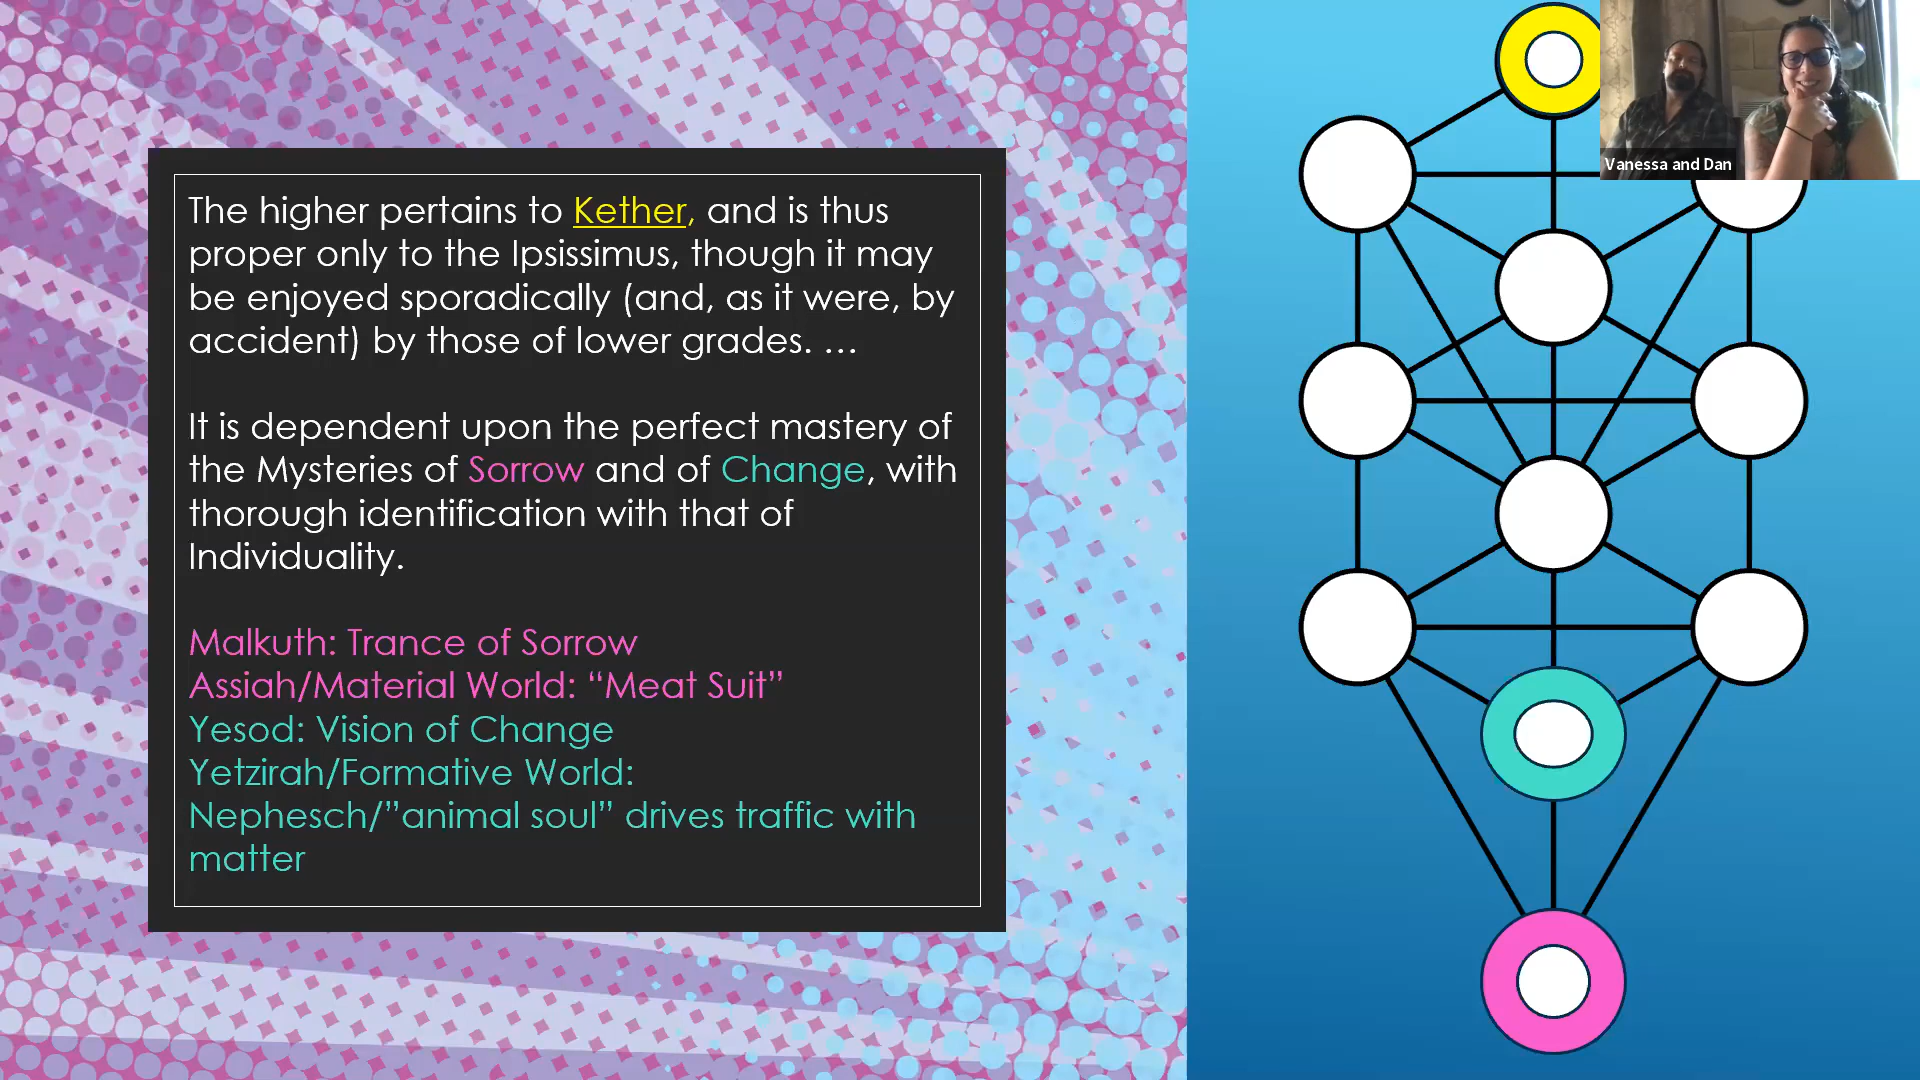 The higher pertains to Kether, and is thus
proper only to the Ipsissimus, though it may
be enjoyed sporadically (and, as it were, by
accident) by those of lower grades. …
It is dependent upon the perfect mastery of
the Mysteries of Sorrow and of Change, with
thorough identification with that of
Individuality.
Malkuth: Trance of Sorrow
Assiah/Material World: “Meat Suit”
Yesod: Vision of Change
Yetzirah/Formative World:
Nephesch/”animal soul” drives traffic with
matter
Vanessa and Dan